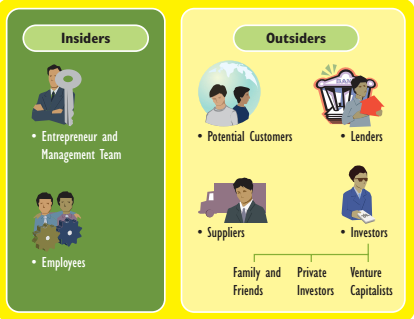 Insiders
• Entrepreneur and
Management Team
• Employees
Outsiders
• Potential Customers
BANK
• Lenders
• Suppliers
• Investors
Family and
Friends
Private
Investors
Venture
Capitalists